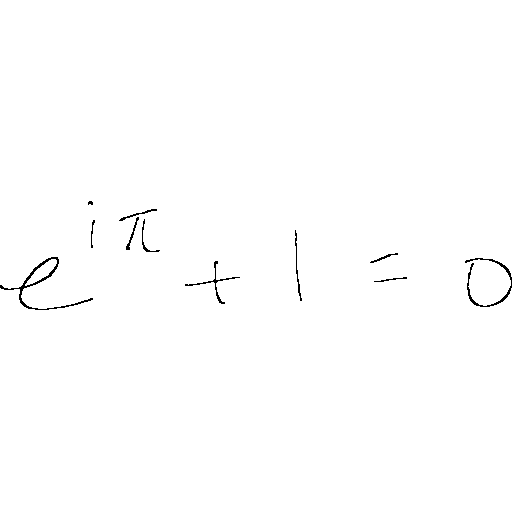 e^{iπ} + 1 = 0